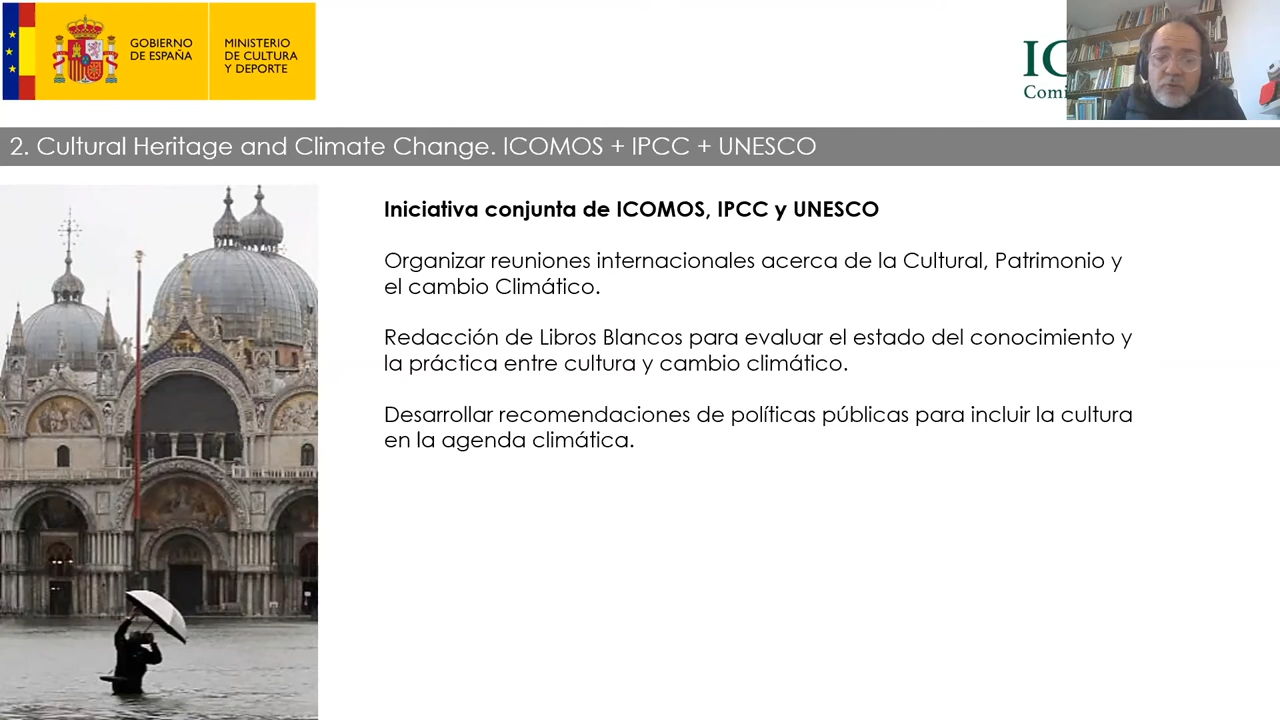 GOBIERNO
DE ESPAÑA
MINISTERIO
DE CULTURA
Y DEPORTE
2. Cultural Heritage and Climate Change. ICOMOS + IPCC + UNESCO
Iniciativa conjunta de ICOMOS, IPCC y UNESCO
Organizar reuniones internacionales acerca de la Cultural, Patrimonio y
el cambio Climático.
Redacción de Libros Blancos para evaluar el estado del conocimiento y
la práctica entre cultura y cambio climático.
Desarrollar recomendaciones de políticas públicas para incluir la cultura
en la agenda climática.